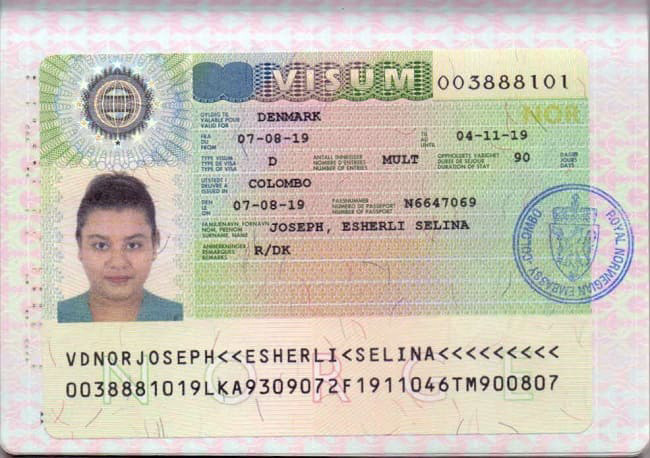 VISUM 003888101
GYLDIG TIL
VALABLE POUR
VALID FOR
DENMARK
NOR
FRA
DU
FROM
07-08-19
TIL
AU
UNTIL
04-11-19
TYPE VISUM
TYPE DE VISA
TYPE OF VISA
D
ANTALL INNREISER
NOMBRE D'ENTRÉES
NUMBER OF ENTRIES
MULT
OPPHOLDETS VARIGHET
DURÉE DE SÉJOUR
DURATION OF STAY
90
DAGER
JOURS
DAYS
UTSTEDT I
DÉLIVRÉ À
ISSUED IN
COLOMBO
DEN
LE
ON
07-08-19
PASSNUMMER
NUMÉRO DE PASSEPORT
NUMBER OF PASSPORT
N6647069
FAMILIENAVN, FORNAVN
NOM, PRÉNOM
SURNAME, NAME
JOSEPH, ESHERLI SELINA
ANMERKNINGER
REMARQUES
REMARKS
R/DK
COLOMBO
ROYAL NORWEGIAN EMBASSY
VDNORJOSEPH<<ESHERLI<SELINA<<<<<<<<<
0038881019LKA9309072F1911046TM900807
NORGE